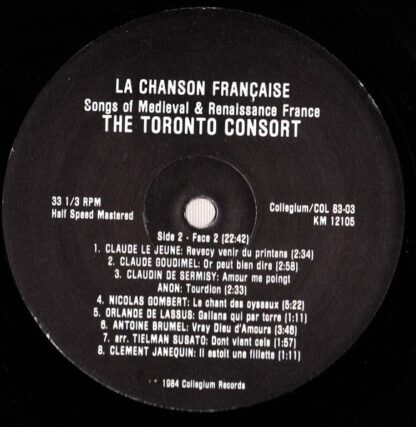 LA CHANSON FRANÇAISE
Songs of Medieval & Renaissance France
THE TORONTO CONSORT
33 1/3 RPM
Half Speed Mastered
Collegium/COL 83-03
KM 12105
Side 2 - Face 2 (22:42)
1. CLAUDE LE JEUNE: Revecy venir du printans (2:34)
2. CLAUDE GOUDIMEL: Or peut bien dire (2:58)
3. CLAUDIN DE SERMISY: Amour me poingt
ANON: Tourdion (2:33)
4. NICOLAS GOMBERT: Le chant des oyseaux (5:22)
5. ORLANDE DE LASSUS: Gallans qui par terre (1:11)
6. ANTOINE BRUMEL: Vray Dieu d'Amours (3:46)
7. arr. TIELMAN SUSATO: Dont vient cela (1:57)
8. CLEMENT JANEQUIN: Il estoit une fillette (1:11)
1984 Collegium Records